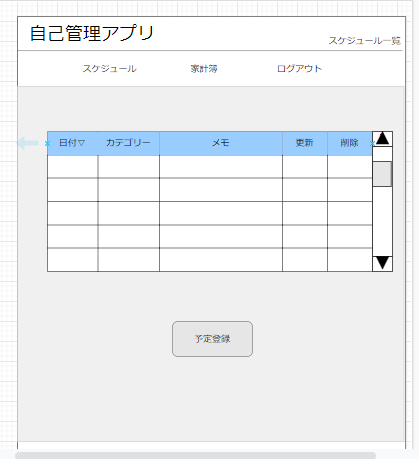 自己管理アプリ
スケジュール一覧
スケジュール 家計簿 ログアウト
日付▽ カテゴリー メモ 更新 削除
予定登録